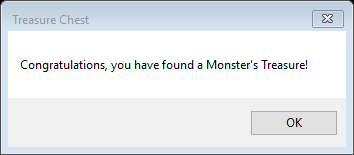 Treasure Chest
Congratulations, you have found a Monster's Treasure!
OK